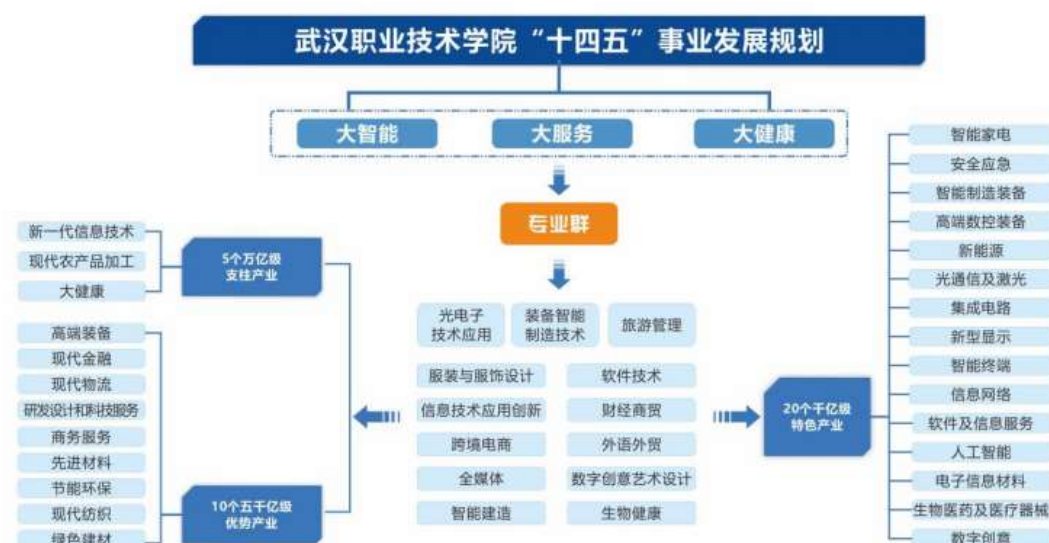 武汉职业技术学院“十四五”事业发展规划
大智能
大服务
大健康
专业群
光电子
技术应用
装备智能
制造技术
旅游管理
服装与服饰设计
软件技术
信息技术应用创新
财经商贸
跨境电商
外语外贸
全媒体
数字创意艺术设计
智能建造
生物健康
5个万亿级
支柱产业
新一代信息技术
现代农产品加工
大健康
10个五千亿级
优势产业
高端装备
现代金融
现代物流
研发设计和科技服务
商务服务
先进材料
节能环保
现代纺织
绿色建材
20个千亿级
特色产业
智能家电
安全应急
智能制造装备
高端数控装备
新能源
光通信及激光
集成电路
新型显示
智能终端
信息网络
软件及信息服务
人工智能
电子信息材料
生物医药及医疗器械
数字创意